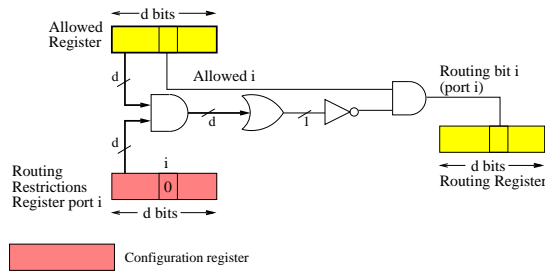 d bits
Allowed
Register
d
Allowed i
Routing bit i
(port i)
d
1
d
d bits
Routing Register
Routing
Restrictions
Register port i
i
0
d bits
Configuration register